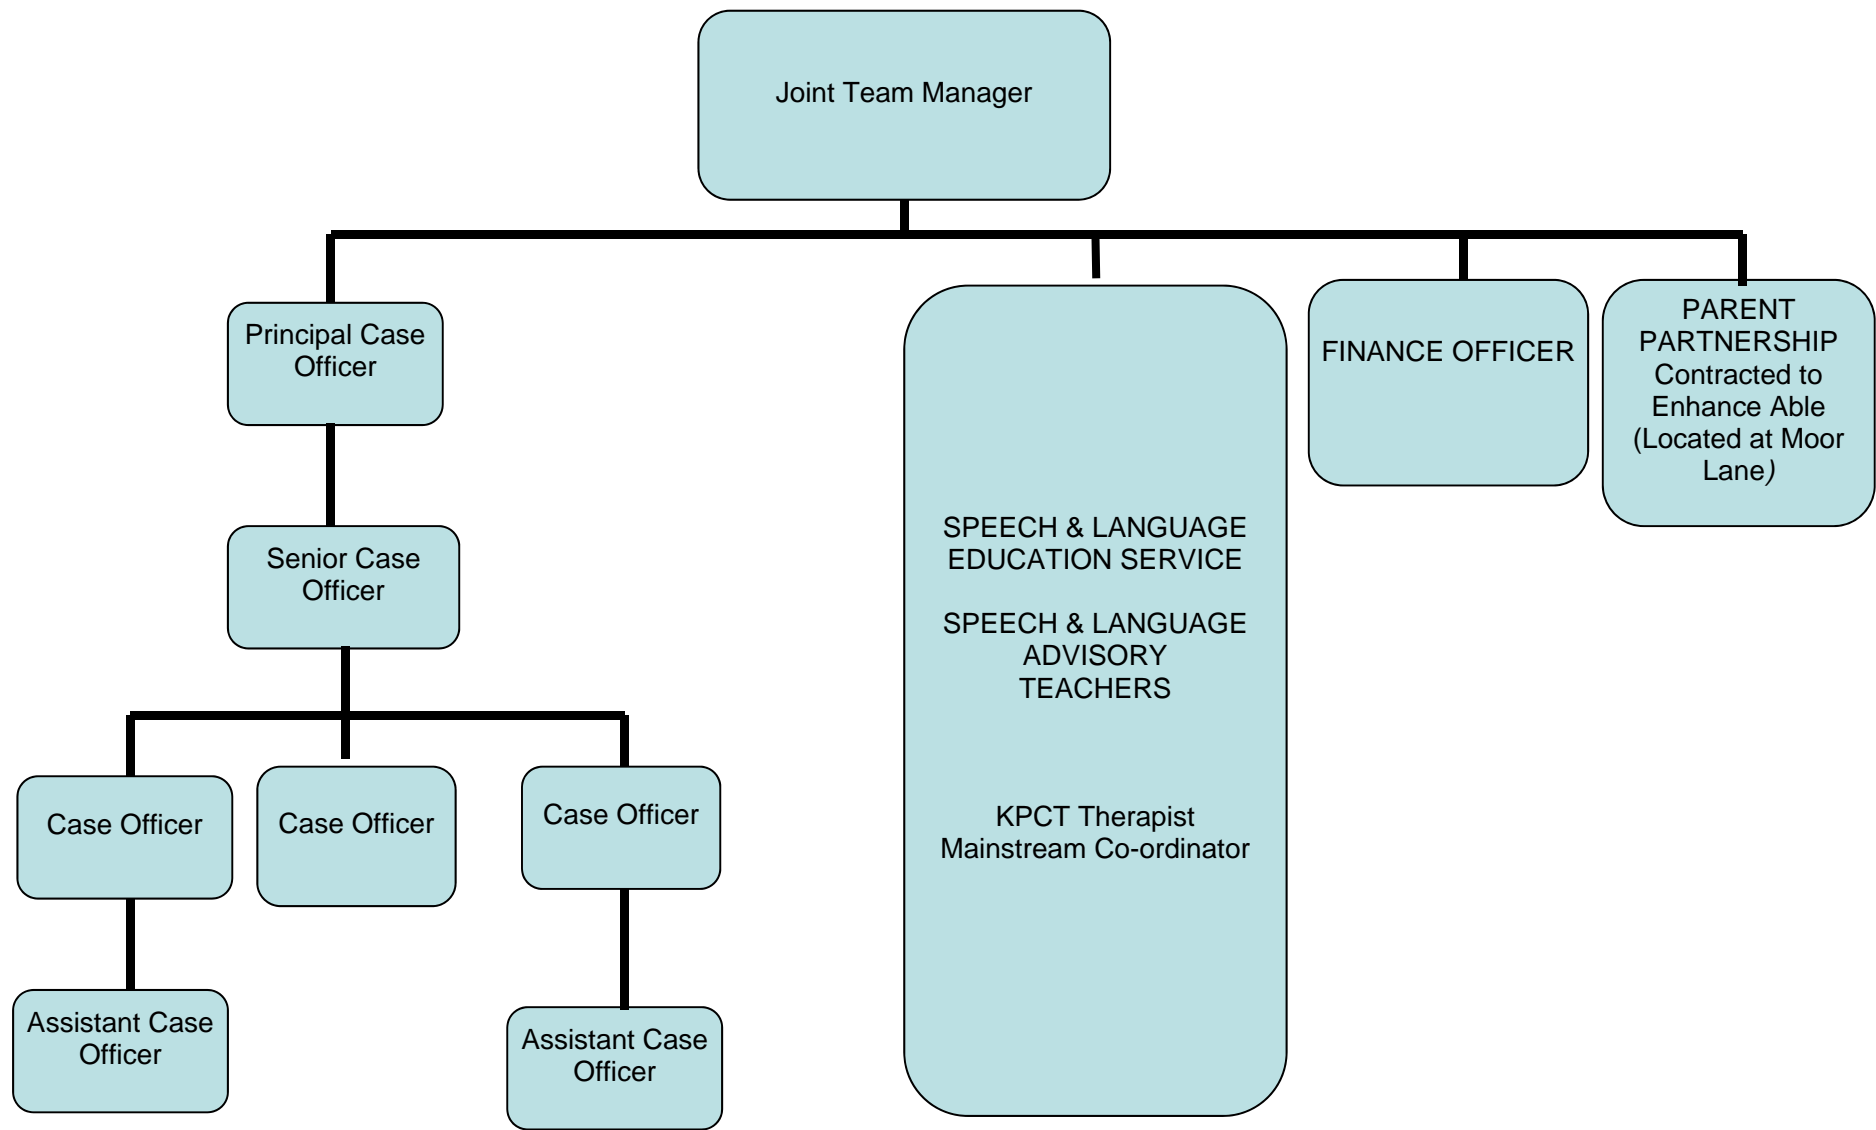 Joint Team Manager
Principal Case
Officer
FINANCE OFFICER
PARENT
PARTNERSHIP
Contracted to
Enhance Able
(Located at Moor
Lane)
SPEECH & LANGUAGE
EDUCATION SERVICE
SPEECH & LANGUAGE
ADVISORY
TEACHERS
KPCT Therapist
Mainstream Co-ordinator
Senior Case
Officer
Case Officer
Case Officer
Case Officer
Assistant Case
Officer
Assistant Case
Officer